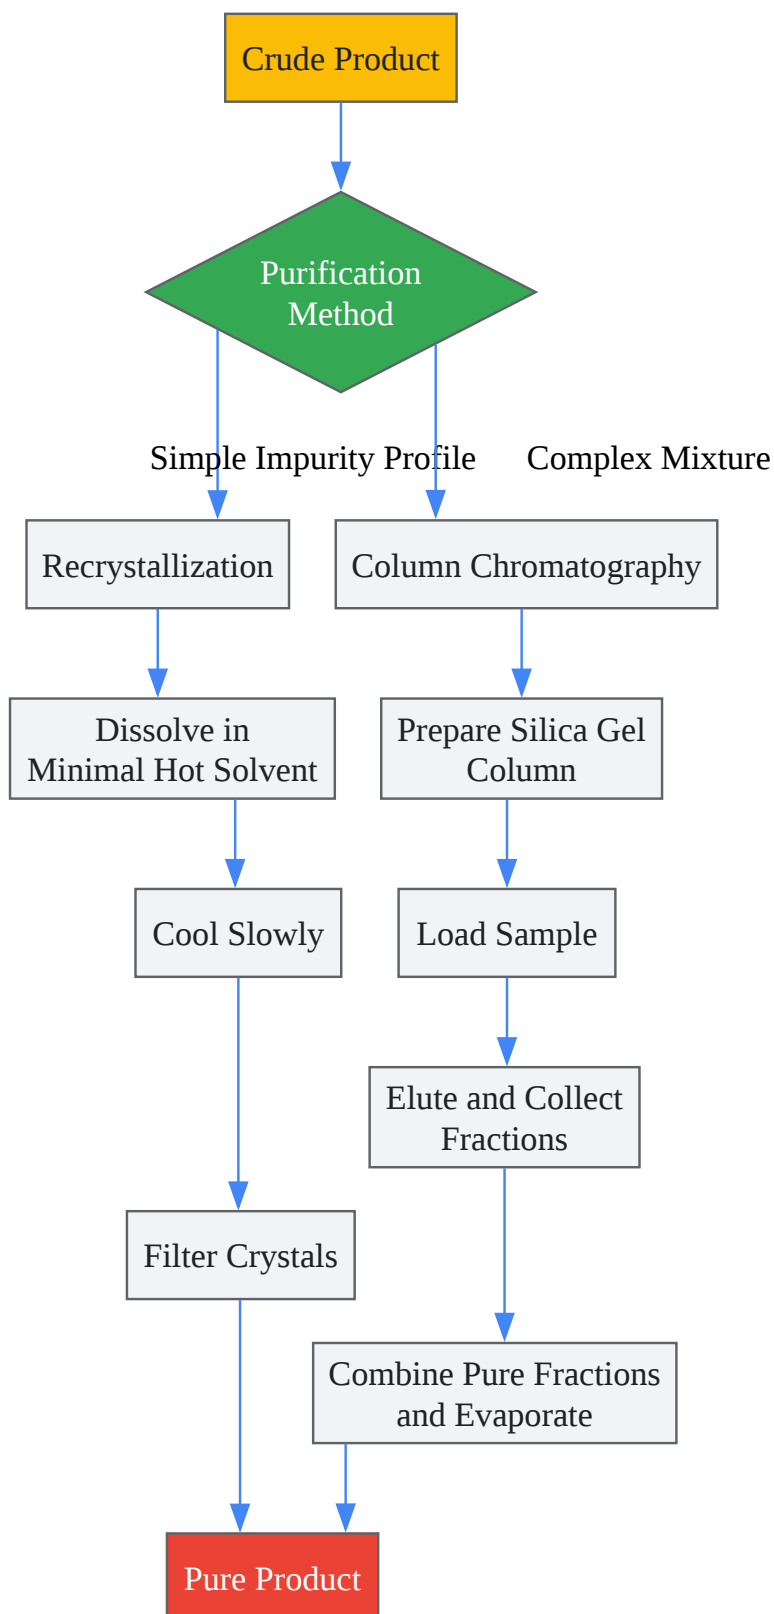 Crude Product
Purification
Method
Simple Impurity Profile
Complex Mixture
Recrystallization
Column Chromatography
Dissolve in
Minimal Hot Solvent
Prepare Silica Gel
Column
Cool Slowly
Load Sample
Elute and Collect
Fractions
Filter Crystals
Combine Pure Fractions
and Evaporate
Pure Product